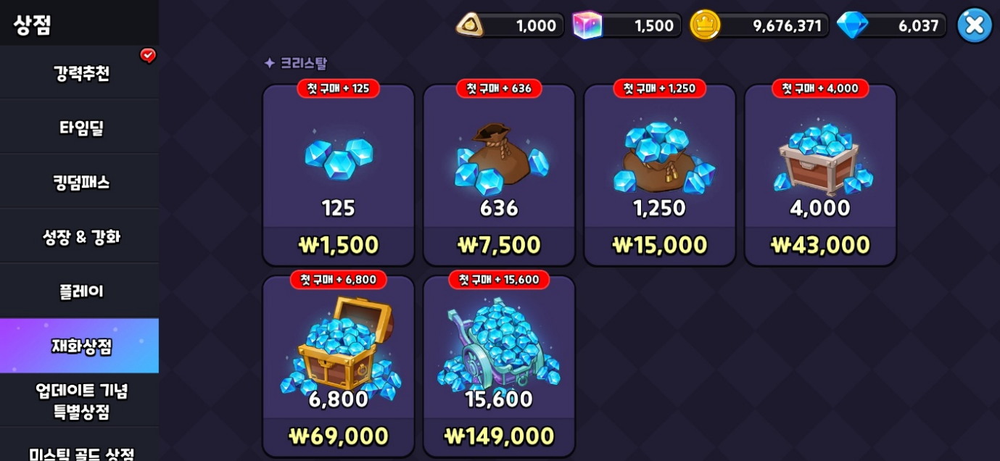 상점
1,000
1,500
9,676,371
6,037
강력추천
타임딜
킹덤패스
성장 & 강화
플레이
재화상점
업데이트 기념
특별상점
미스틱 골드 상점
크리스탈
첫 구매 + 125
125
₩1,500
첫 구매 + 636
636
₩7,500
첫 구매 + 1,250
1,250
₩15,000
첫 구매 + 4,000
4,000
₩43,000
첫 구매 + 6,800
6,800
₩69,000
첫 구매 + 15,600
15,600
₩149,000